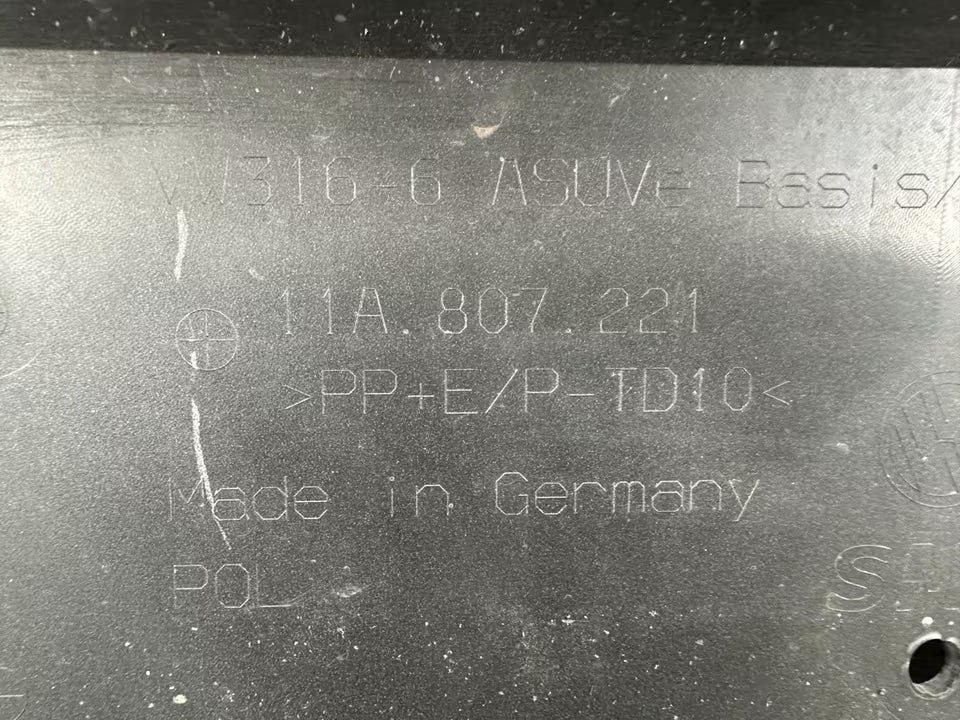 VW316-6 ASUVe Basis/
11A.807.221
>PP+E/P-TD10<
Made in Germany
POL